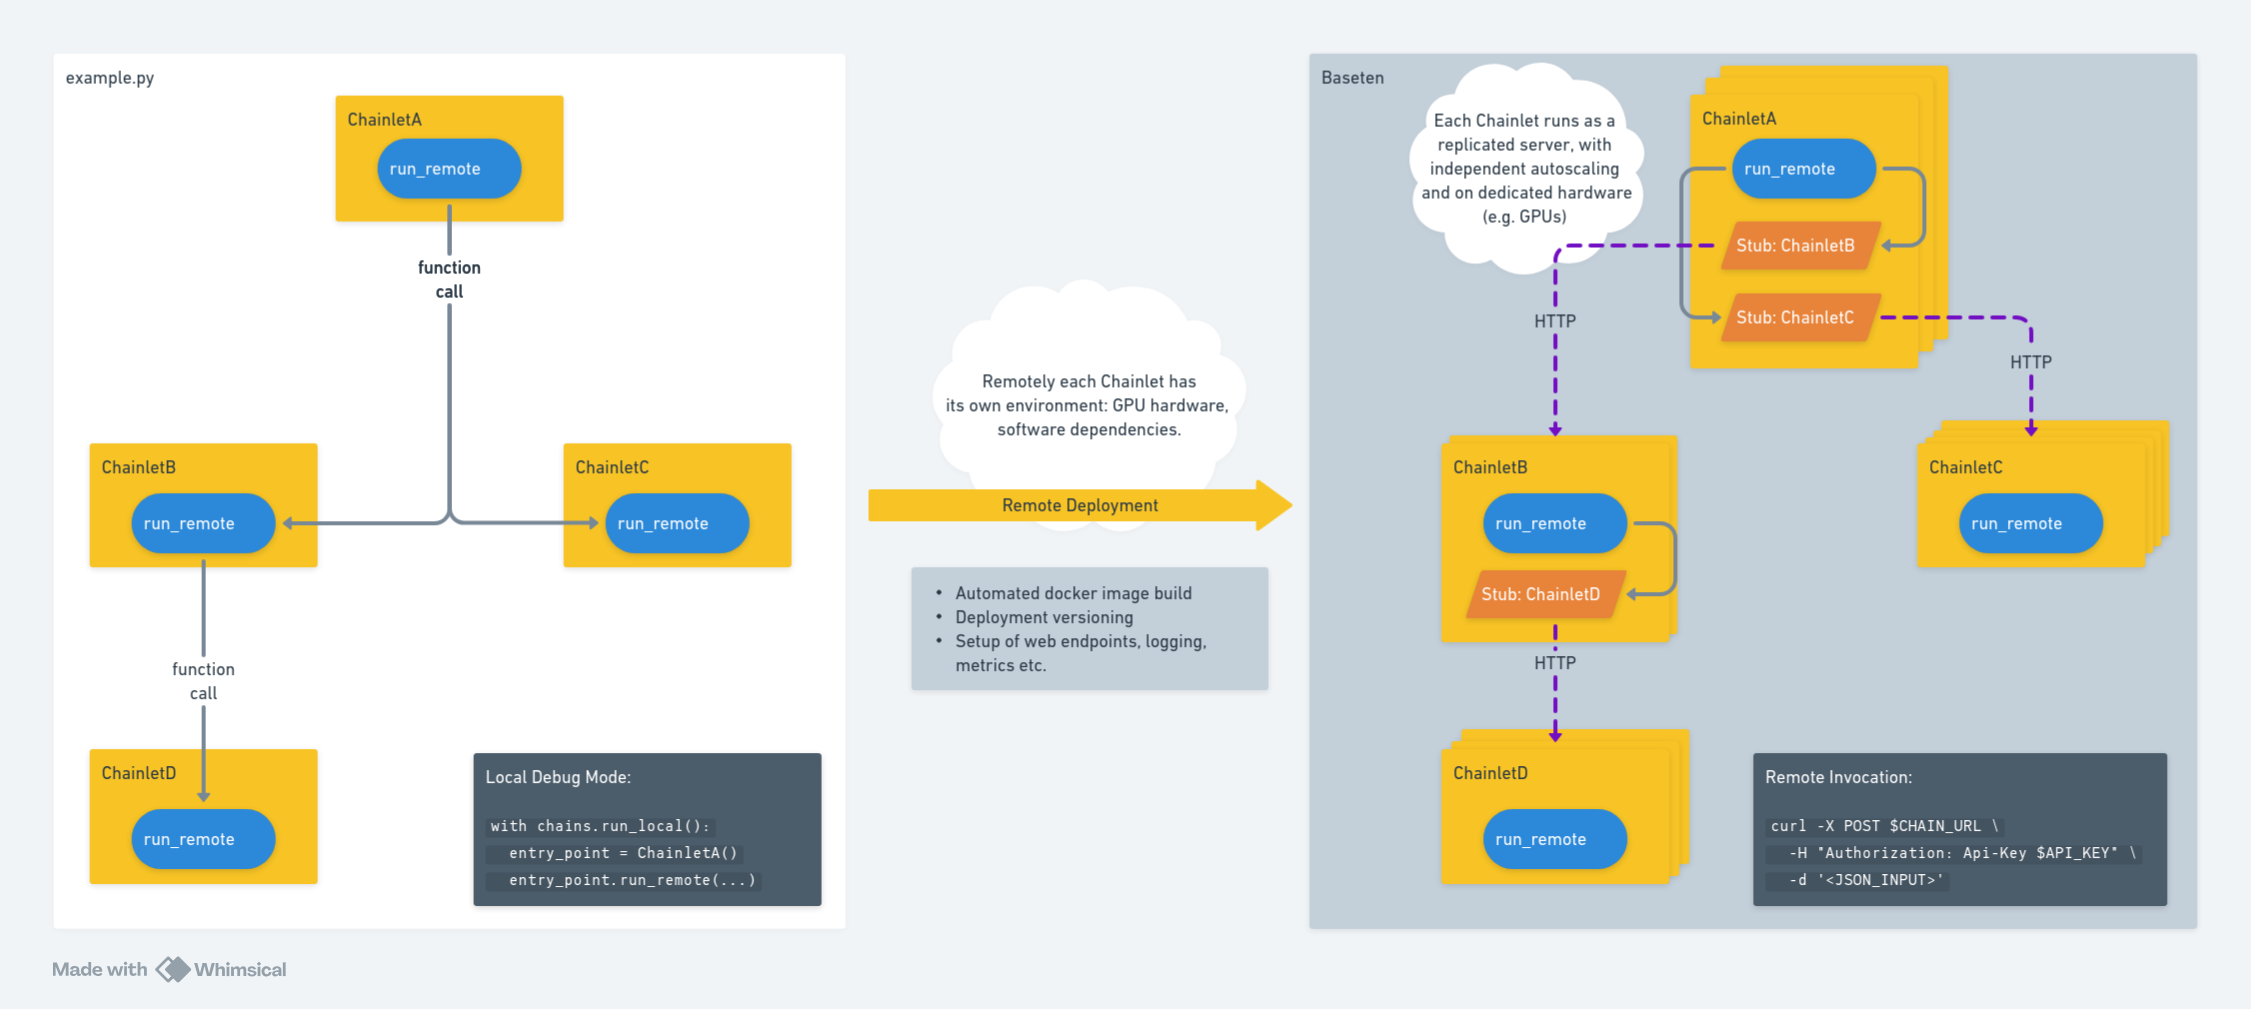 example.py
ChainletA
run_remote
function
call
ChainletB
run_remote
ChainletC
run_remote
function
call
ChainletD
run_remote
Local Debug Mode:
with chains.run_local():
  entry_point = ChainletA()
  entry_point.run_remote(...)
Remotely each Chainlet has
its own environment: GPU hardware,
software dependencies.
Remote Deployment
• Automated docker image build
• Deployment versioning
• Setup of web endpoints, logging,
metrics etc.
Baseten
Each Chainlet runs as a
replicated server, with
independent autoscaling
and on dedicated hardware
(e.g. GPUs)
ChainletA
run_remote
Stub: ChainletB
Stub: ChainletC
HTTP
HTTP
ChainletB
run_remote
Stub: ChainletD
ChainletC
run_remote
HTTP
ChainletD
run_remote
Remote Invocation:
curl -X POST $CHAIN_URL \
  -H "Authorization: Api-Key $API_KEY" \
  -d '<JSON_INPUT>'
Made with Whimsical